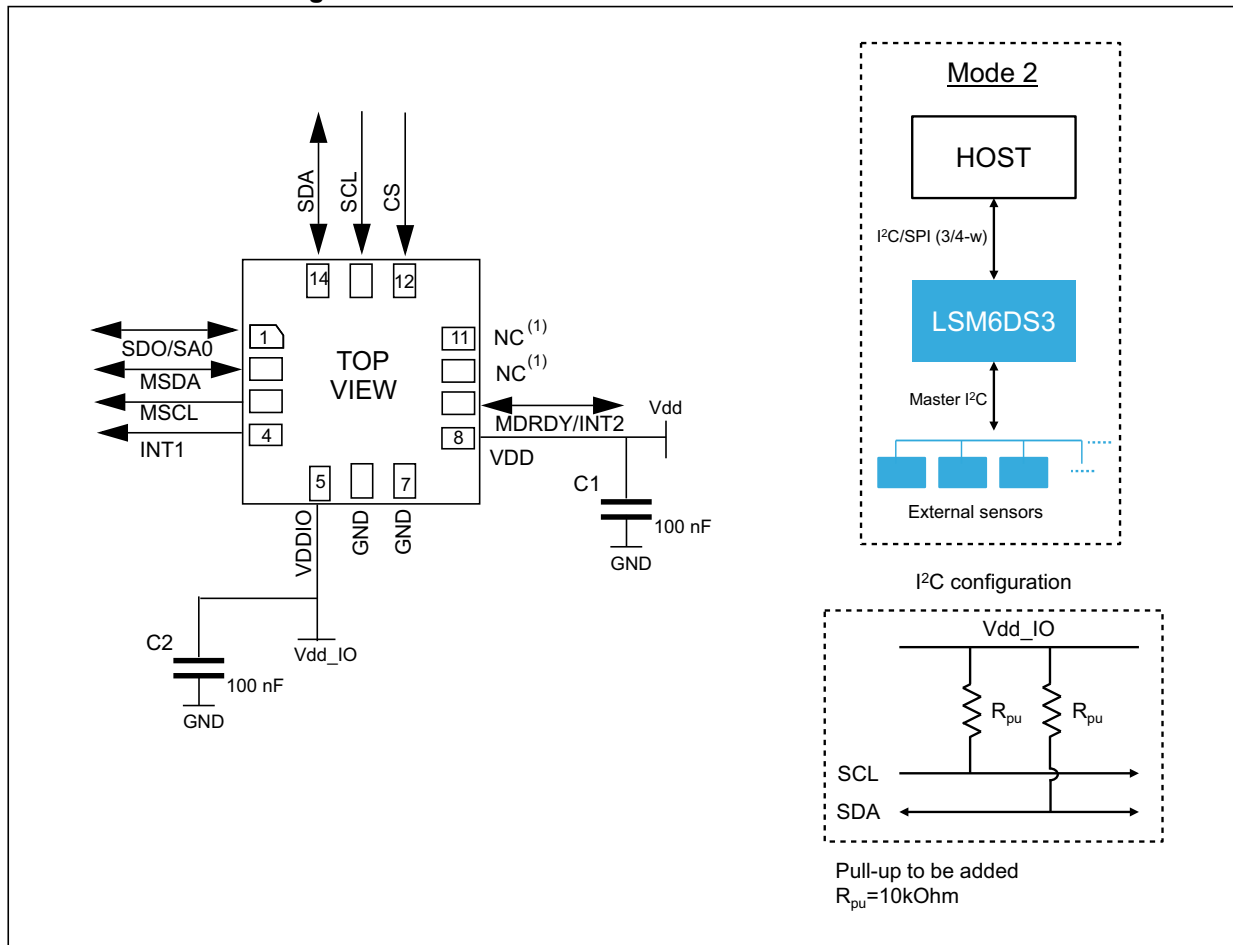 SDA
SCL
CS
14
12
1
11
NC(1)
SDO/SA0
TOP
VIEW
NC(1)
MSDA
MSCL
MDRDY/INT2
Vdd
4
8
INT1
VDD
5
7
C1
100 nF
GND
VDDIO
GND
GND
C2
Vdd_IO
100 nF
GND
Mode 2
HOST
I²C/SPI (3/4-w)
LSM6DS3
Master I²C
External sensors
I²C configuration
Vdd_IO
Rpu
Rpu
SCL
SDA
Pull-up to be added
Rpu=10kOhm